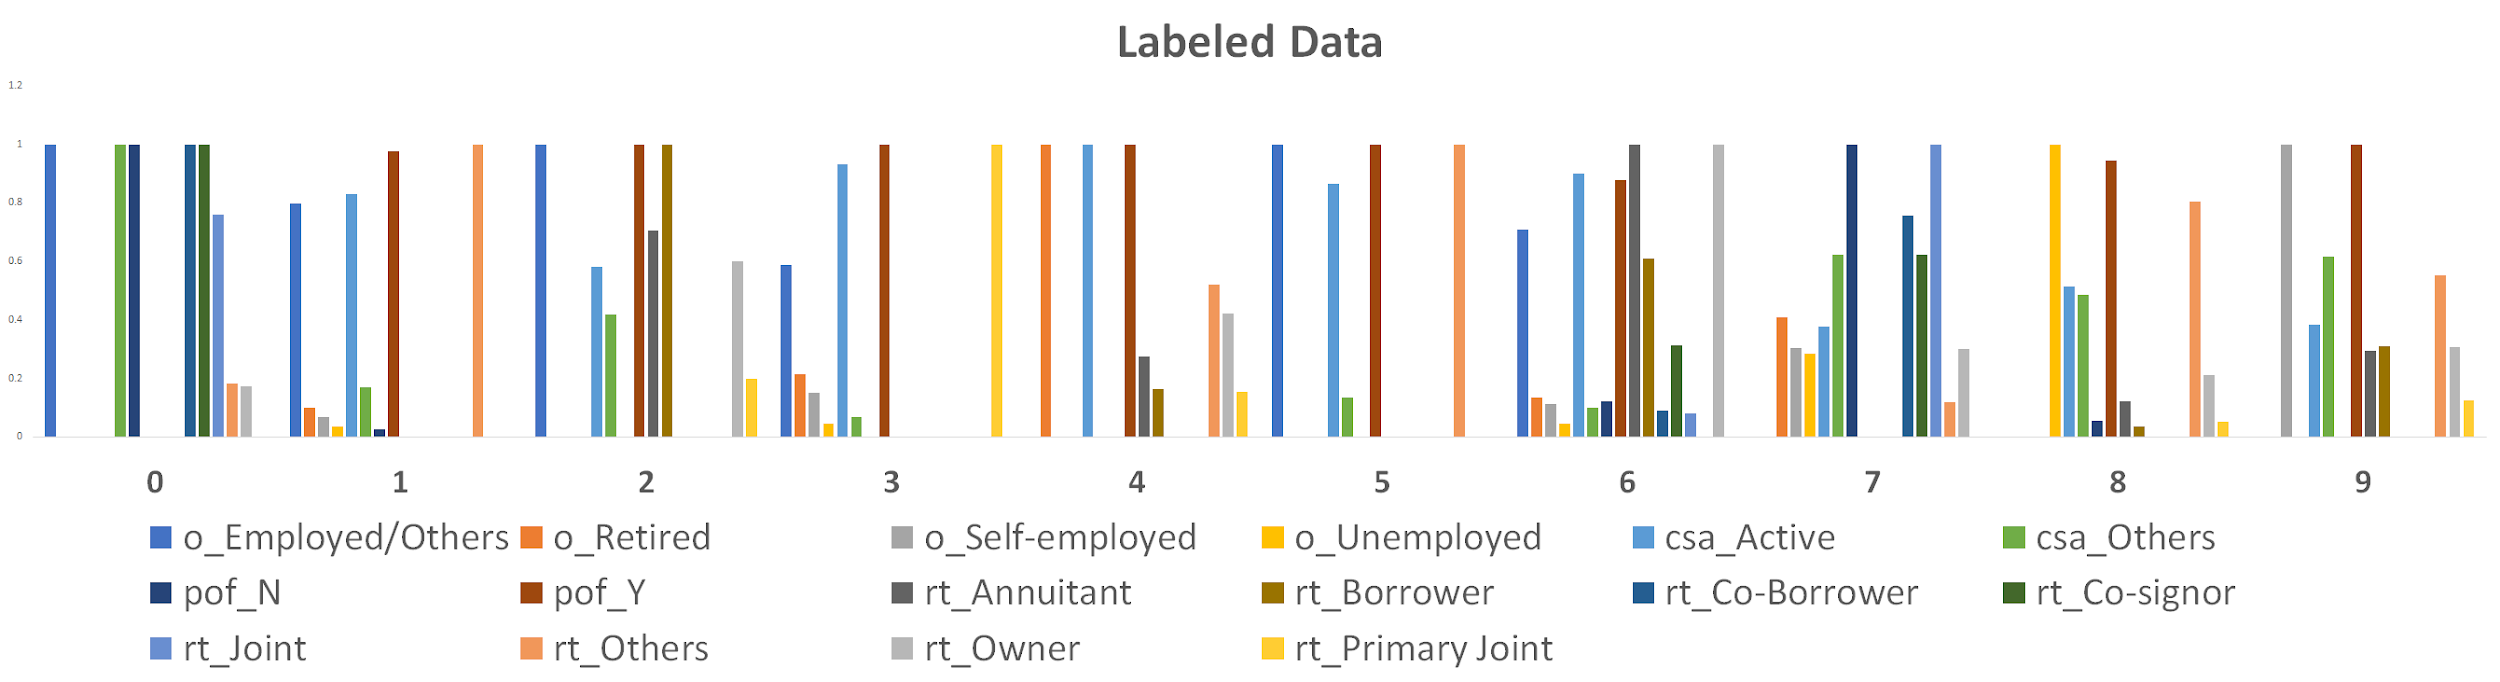 Labeled Data
1.2
1
0.8
0.6
0.4
0.2
0
0 1 2 3 4 5 6 7 8 9
o_Employed/Others o_Retired o_Self-employed o_Unemployed csa_Active csa_Others
pof_N pof_Y rt_Annuitant rt_Borrower rt_Co-Borrower rt_Co-signor
rt_Joint rt_Others rt_Owner rt_Primary Joint